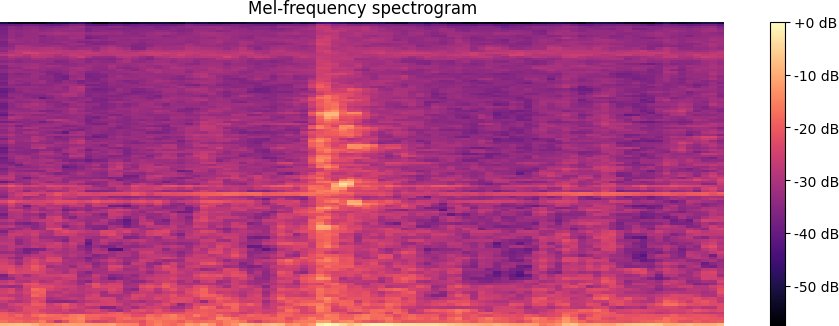 Mel-frequency spectrogram
+0 dB
-10 dB
-20 dB
-30 dB
-40 dB
-50 dB